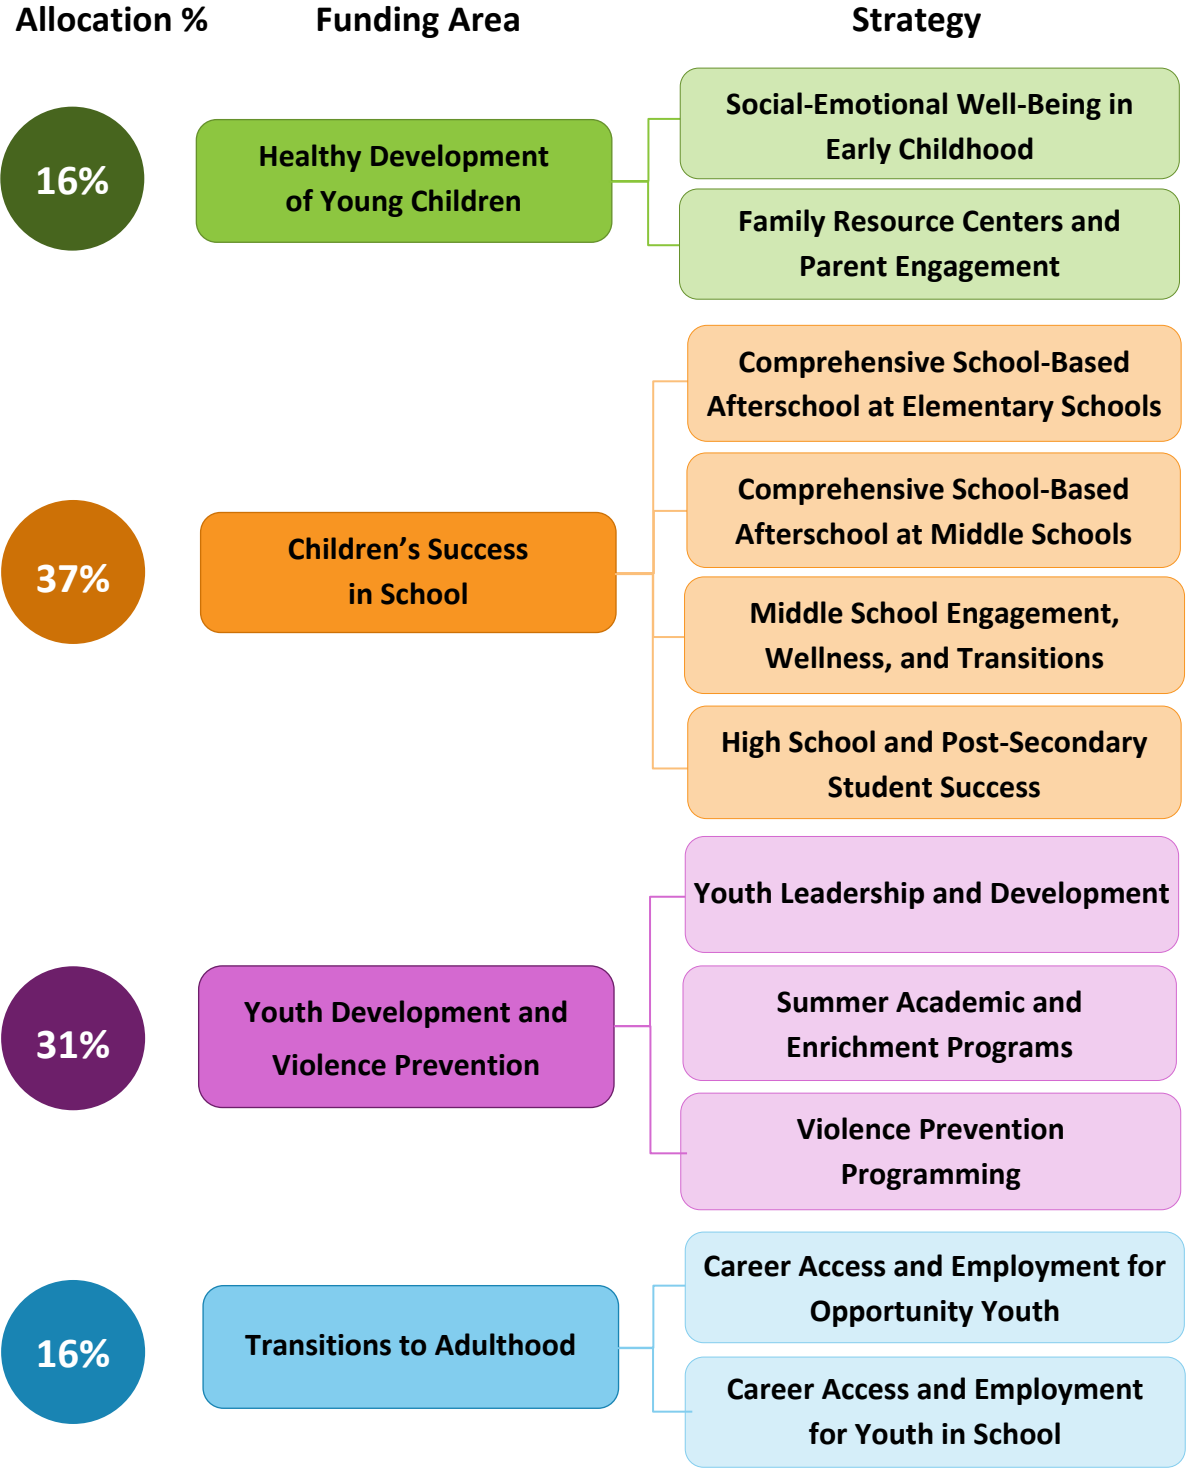 Allocation % Funding Area Strategy
16%
Healthy Development
of Young Children
Social-Emotional Well-Being in
Early Childhood
Family Resource Centers and
Parent Engagement
37%
Children’s Success
in School
Comprehensive School-Based
Afterschool at Elementary Schools
Comprehensive School-Based
Afterschool at Middle Schools
Middle School Engagement,
Wellness, and Transitions
High School and Post-Secondary
Student Success
31%
Youth Development and
Violence Prevention
Youth Leadership and Development
Summer Academic and
Enrichment Programs
Violence Prevention
Programming
16%
Transitions to Adulthood
Career Access and Employment for
Opportunity Youth
Career Access and Employment
for Youth in School